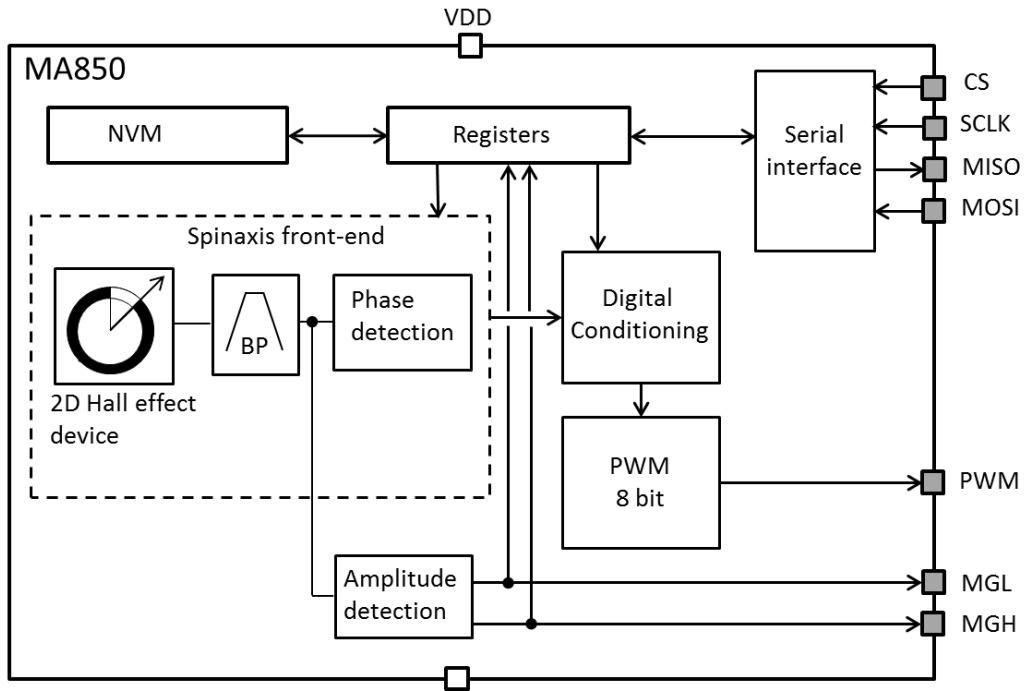 VDD
MA850
NVM
Registers
Serial
interface
CS
SCLK
MISO
MOSI
Spinaxis front-end
BP
Phase
detection
2D Hall effect
device
Digital
Conditioning
PWM
8 bit
PWM
Amplitude
detection
MGL
MGH